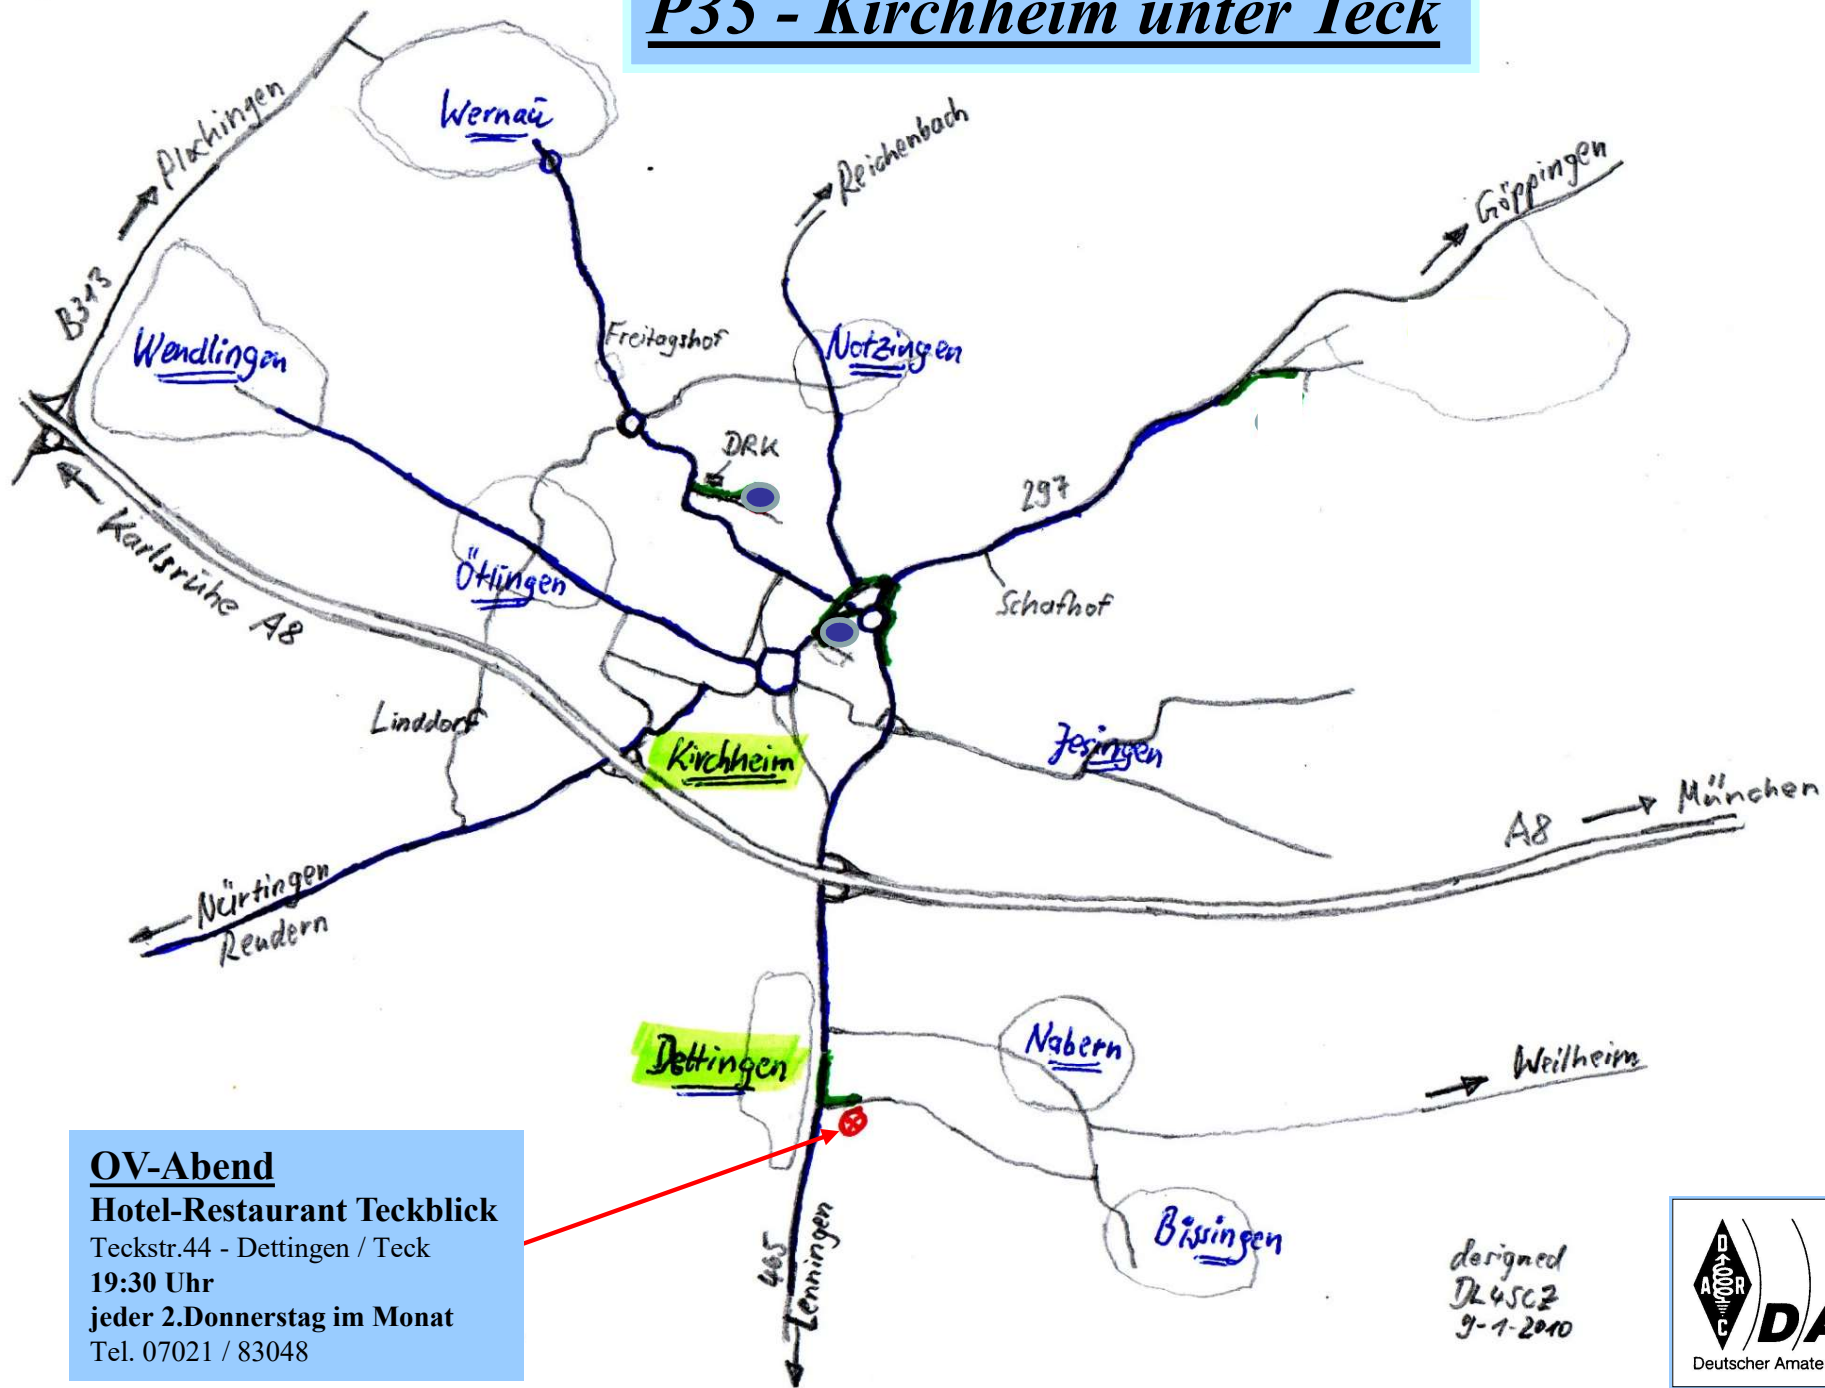 P35 - Kirchheim unter Teck
Wernau
Plochingen
Reichenbach
Göppingen
B313
Wendlingen
Freitagshof
Notzingen
DRK
297
Karlsruhe A8
Ötlingen
Schafhof
Linddorf
Kirchheim
Jesingen
München
A8
Nürtingen
Reudern
Dettingen
Nabern
Weilheim
OV-Abend
Hotel-Restaurant Teckblick
Teckstr.44 - Dettingen / Teck
19:30 Uhr
jeder 2.Donnerstag im Monat
Tel. 07021 / 83048
465
Lenningen
Bissingen
designed
DL4SCZ
9-1-2010
D
A R
C
DA
Deutscher Amate